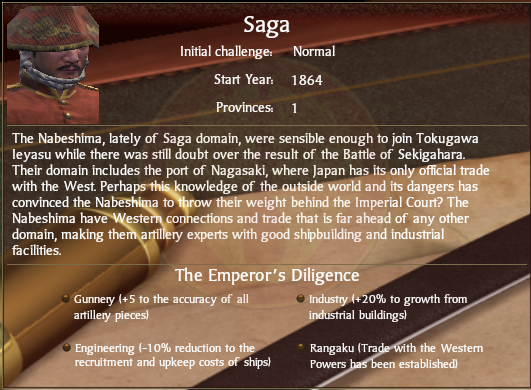 Saga
Initial challenge: Normal
Start Year: 1864
Provinces: 1
The Nabeshima, lately of Saga domain, were sensible enough to join Tokugawa
Ieyasu while there was still doubt over the result of the Battle of Sekigahara.
Their domain includes the port of Nagasaki, where Japan has its only official trade
with the West. Perhaps this knowledge of the outside world and its dangers has
convinced the Nabeshima to throw their weight behind the Imperial Court? The
Nabeshima have Western connections and trade that is far ahead of any other
domain, making them artillery experts with good shipbuilding and industrial
facilities.
The Emperor's Diligence
Gunnery (+5 to the accuracy of all
artillery pieces)
Industry (+20% to growth from
industrial buildings)
Engineering (-10% reduction to the
recruitment and upkeep costs of ships)
Rangaku (Trade with the Western
Powers has been established)